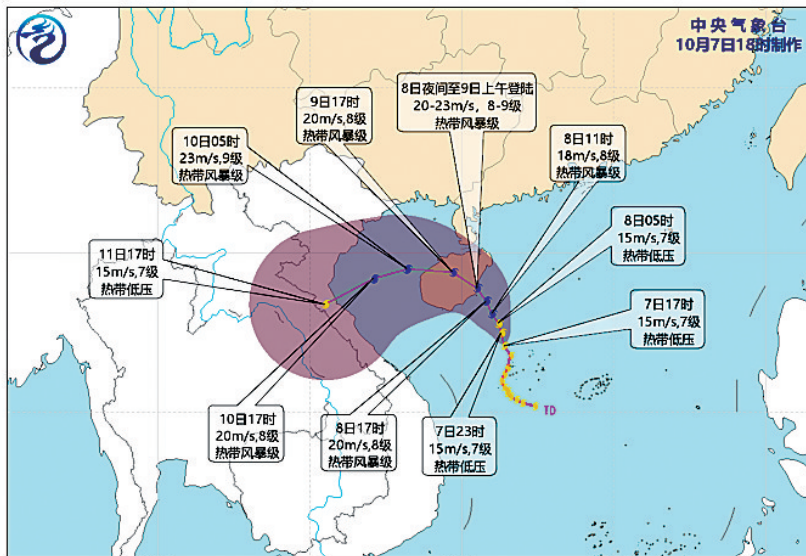 中央气象台
10月7日18时制作
8日夜间至9日上午登陆
20-23m/s，8-9级
热带风暴级
9日17时
20m/s,8级
热带风暴级
8日11时
18m/s,8级
热带风暴级
10日05时
23m/s,9级
热带风暴级
8日05时
15m/s,7级
热带低压
11日17时
15m/s,7级
热带低压
7日17时
15m/s,7级
热带低压
TD
10日17时
20m/s,8级
热带风暴级
8日17时
20m/s,8级
热带风暴级
7日23时
15m/s,7级
热带低压